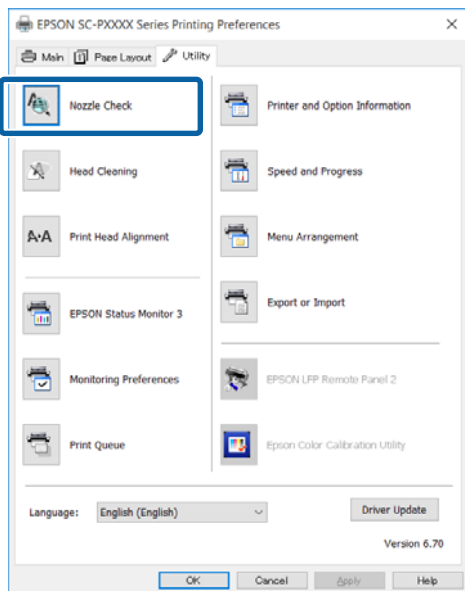 EPSON SC-PXXXX Series Printing Preferences
Main
Page Layout
Utility
Nozzle Check
Printer and Option Information
Head Cleaning
Speed and Progress
Print Head Alignment
Menu Arrangement
EPSON Status Monitor 3
Export or Import
Monitoring Preferences
EPSON LFP Remote Panel 2
Print Queue
Epson Color Calibration Utility
Language:
English (English)
Driver Update
Version 6.70
OK
Cancel
Apply
Help